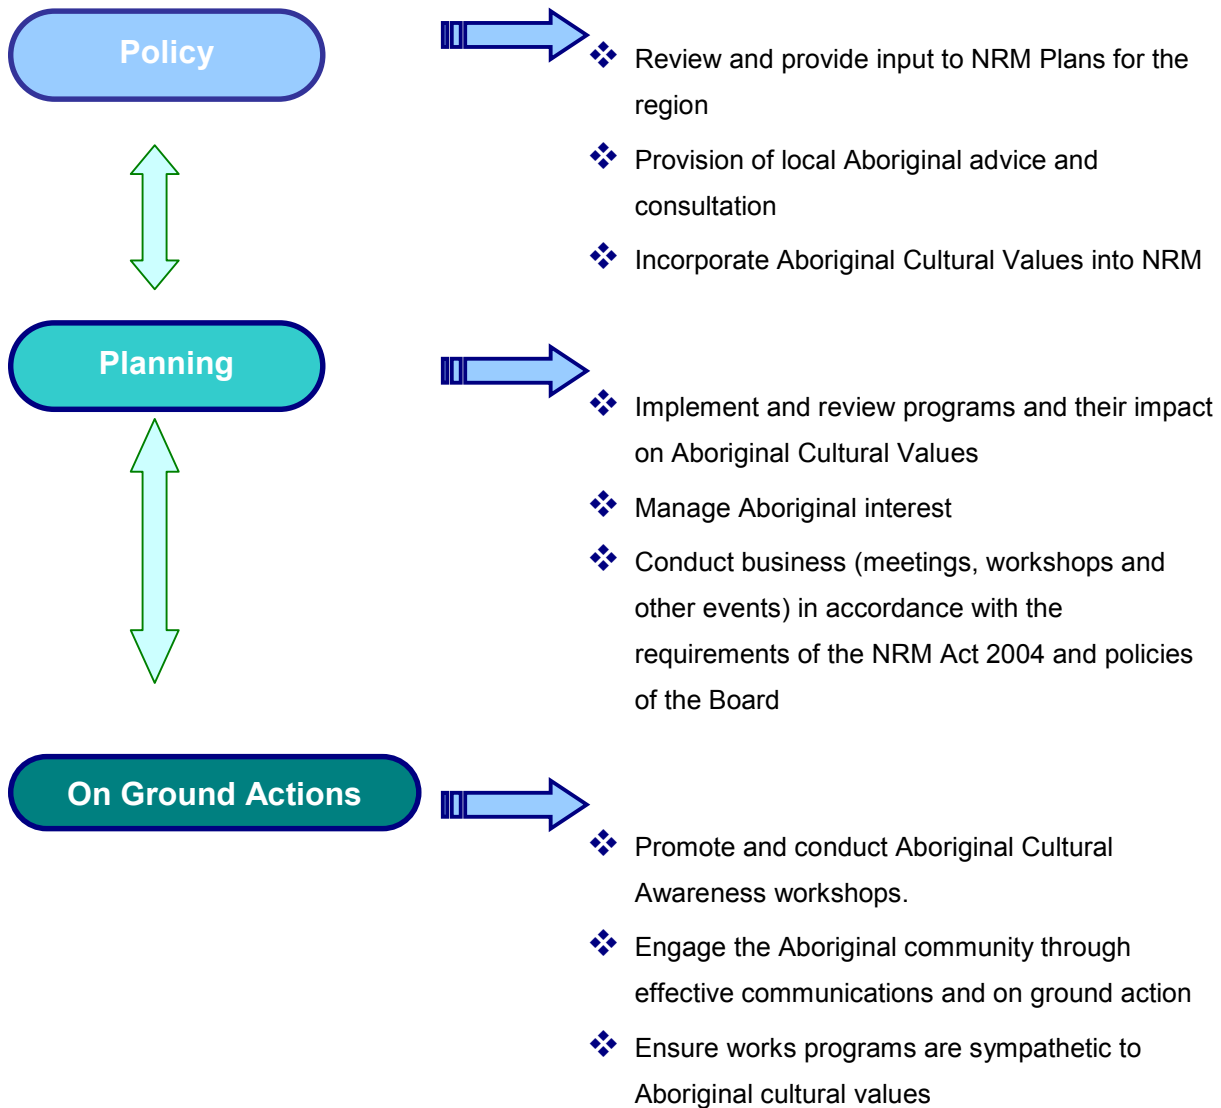 Policy
Review and provide input to NRM Plans for the
region
Provision of local Aboriginal advice and
consultation
Incorporate Aboriginal Cultural Values into NRM
Planning
Implement and review programs and their impact
on Aboriginal Cultural Values
Manage Aboriginal interest
Conduct business (meetings, workshops and
other events) in accordance with the
requirements of the NRM Act 2004 and policies
of the Board
On Ground Actions
Promote and conduct Aboriginal Cultural
Awareness workshops.
Engage the Aboriginal community through
effective communications and on ground action
Ensure works programs are sympathetic to
Aboriginal cultural values